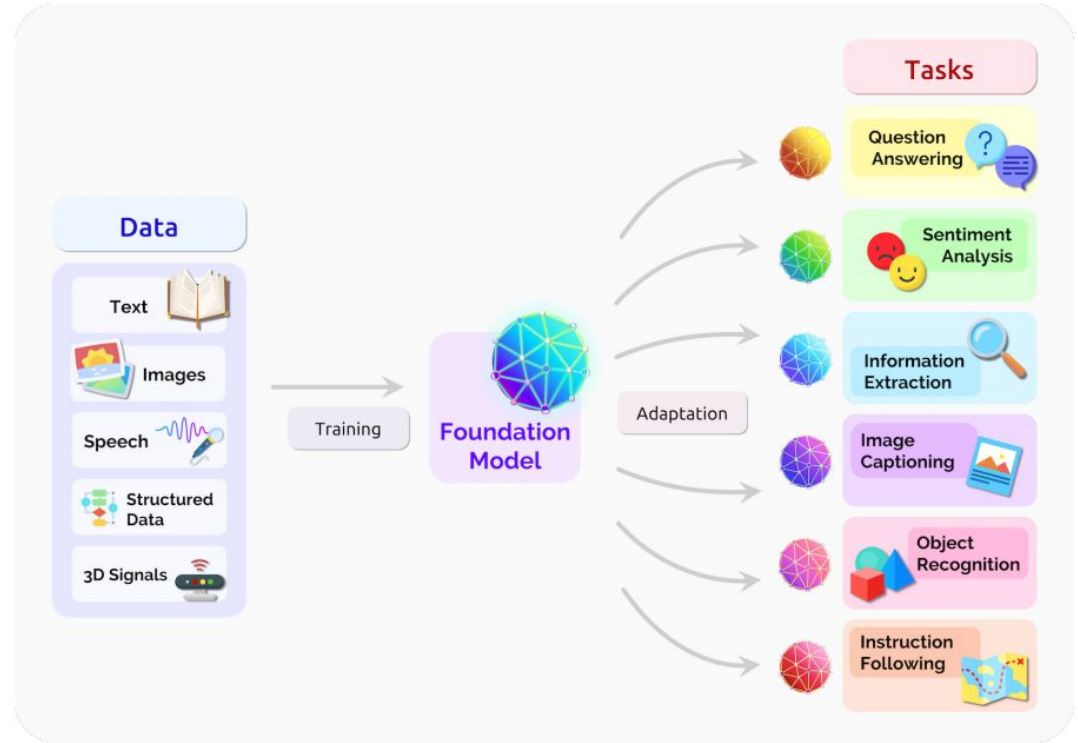 Tasks
Question
Answering
?
Data
Sentiment
Analysis
Text
Images
Information
Extraction
Training
Foundation
Model
Adaptation
Speech
Image
Captioning
Structured
Data
Object
Recognition
3D Signals
Instruction
Following